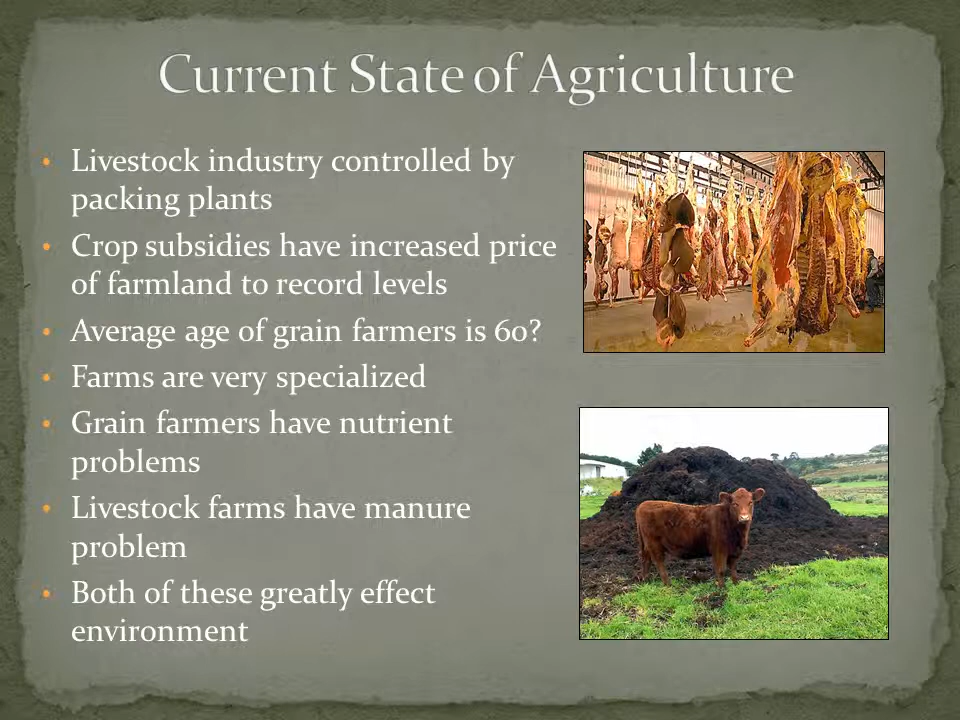 Current State of Agriculture
• Livestock industry controlled by
packing plants
• Crop subsidies have increased price
of farmland to record levels
• Average age of grain farmers is 60?
• Farms are very specialized
• Grain farmers have nutrient
problems
• Livestock farms have manure
problem
• Both of these greatly effect
environment